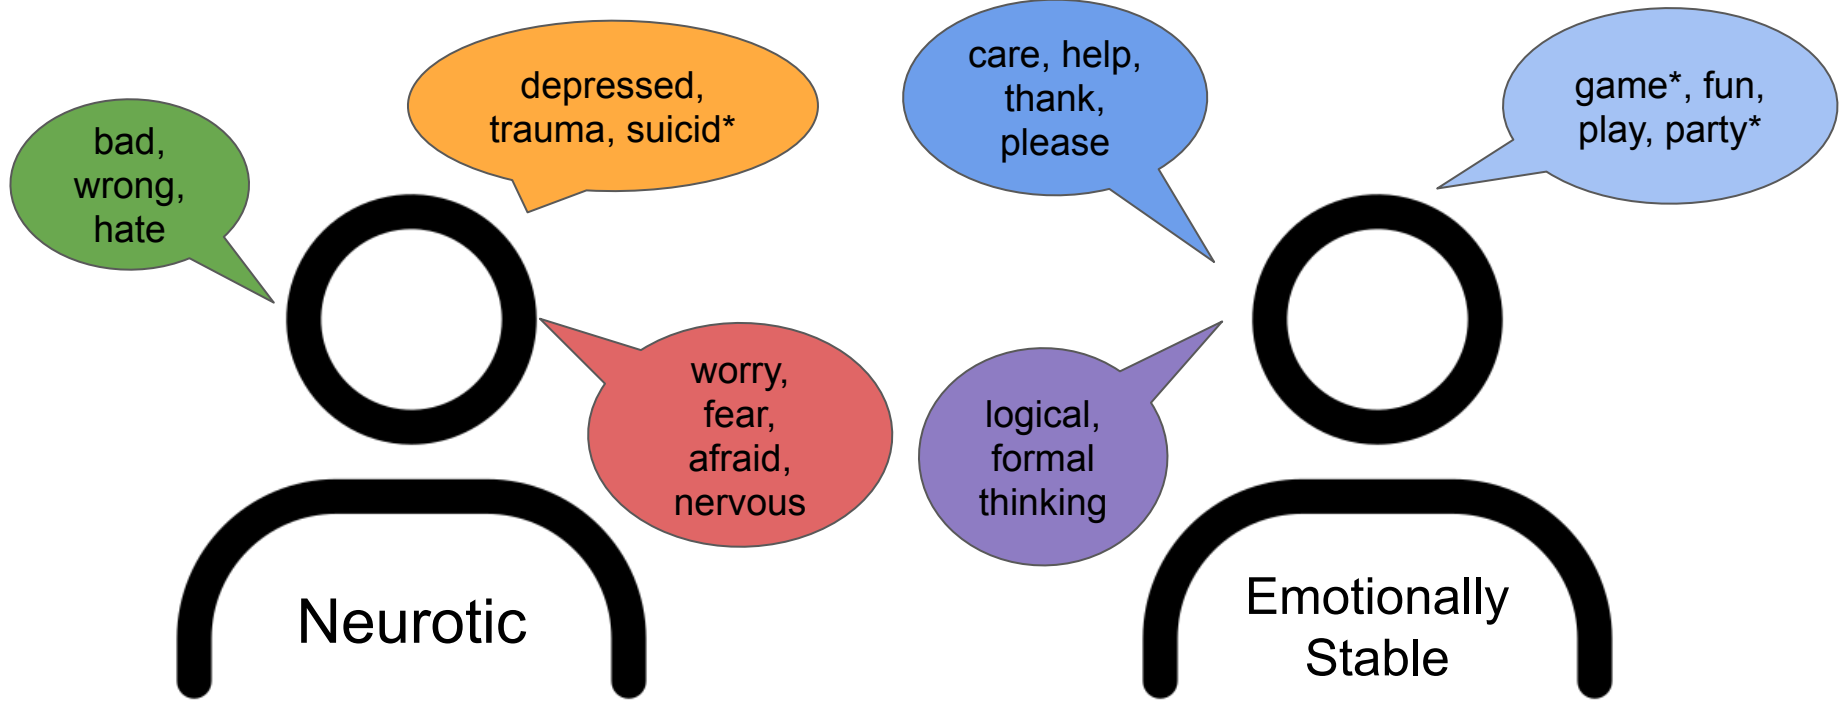 bad,
wrong,
hate
depressed,
trauma, suicid*
worry,
fear,
afraid,
nervous
Neurotic
care, help,
thank,
please
game*, fun,
play, party*
logical,
formal
thinking
Emotionally
Stable